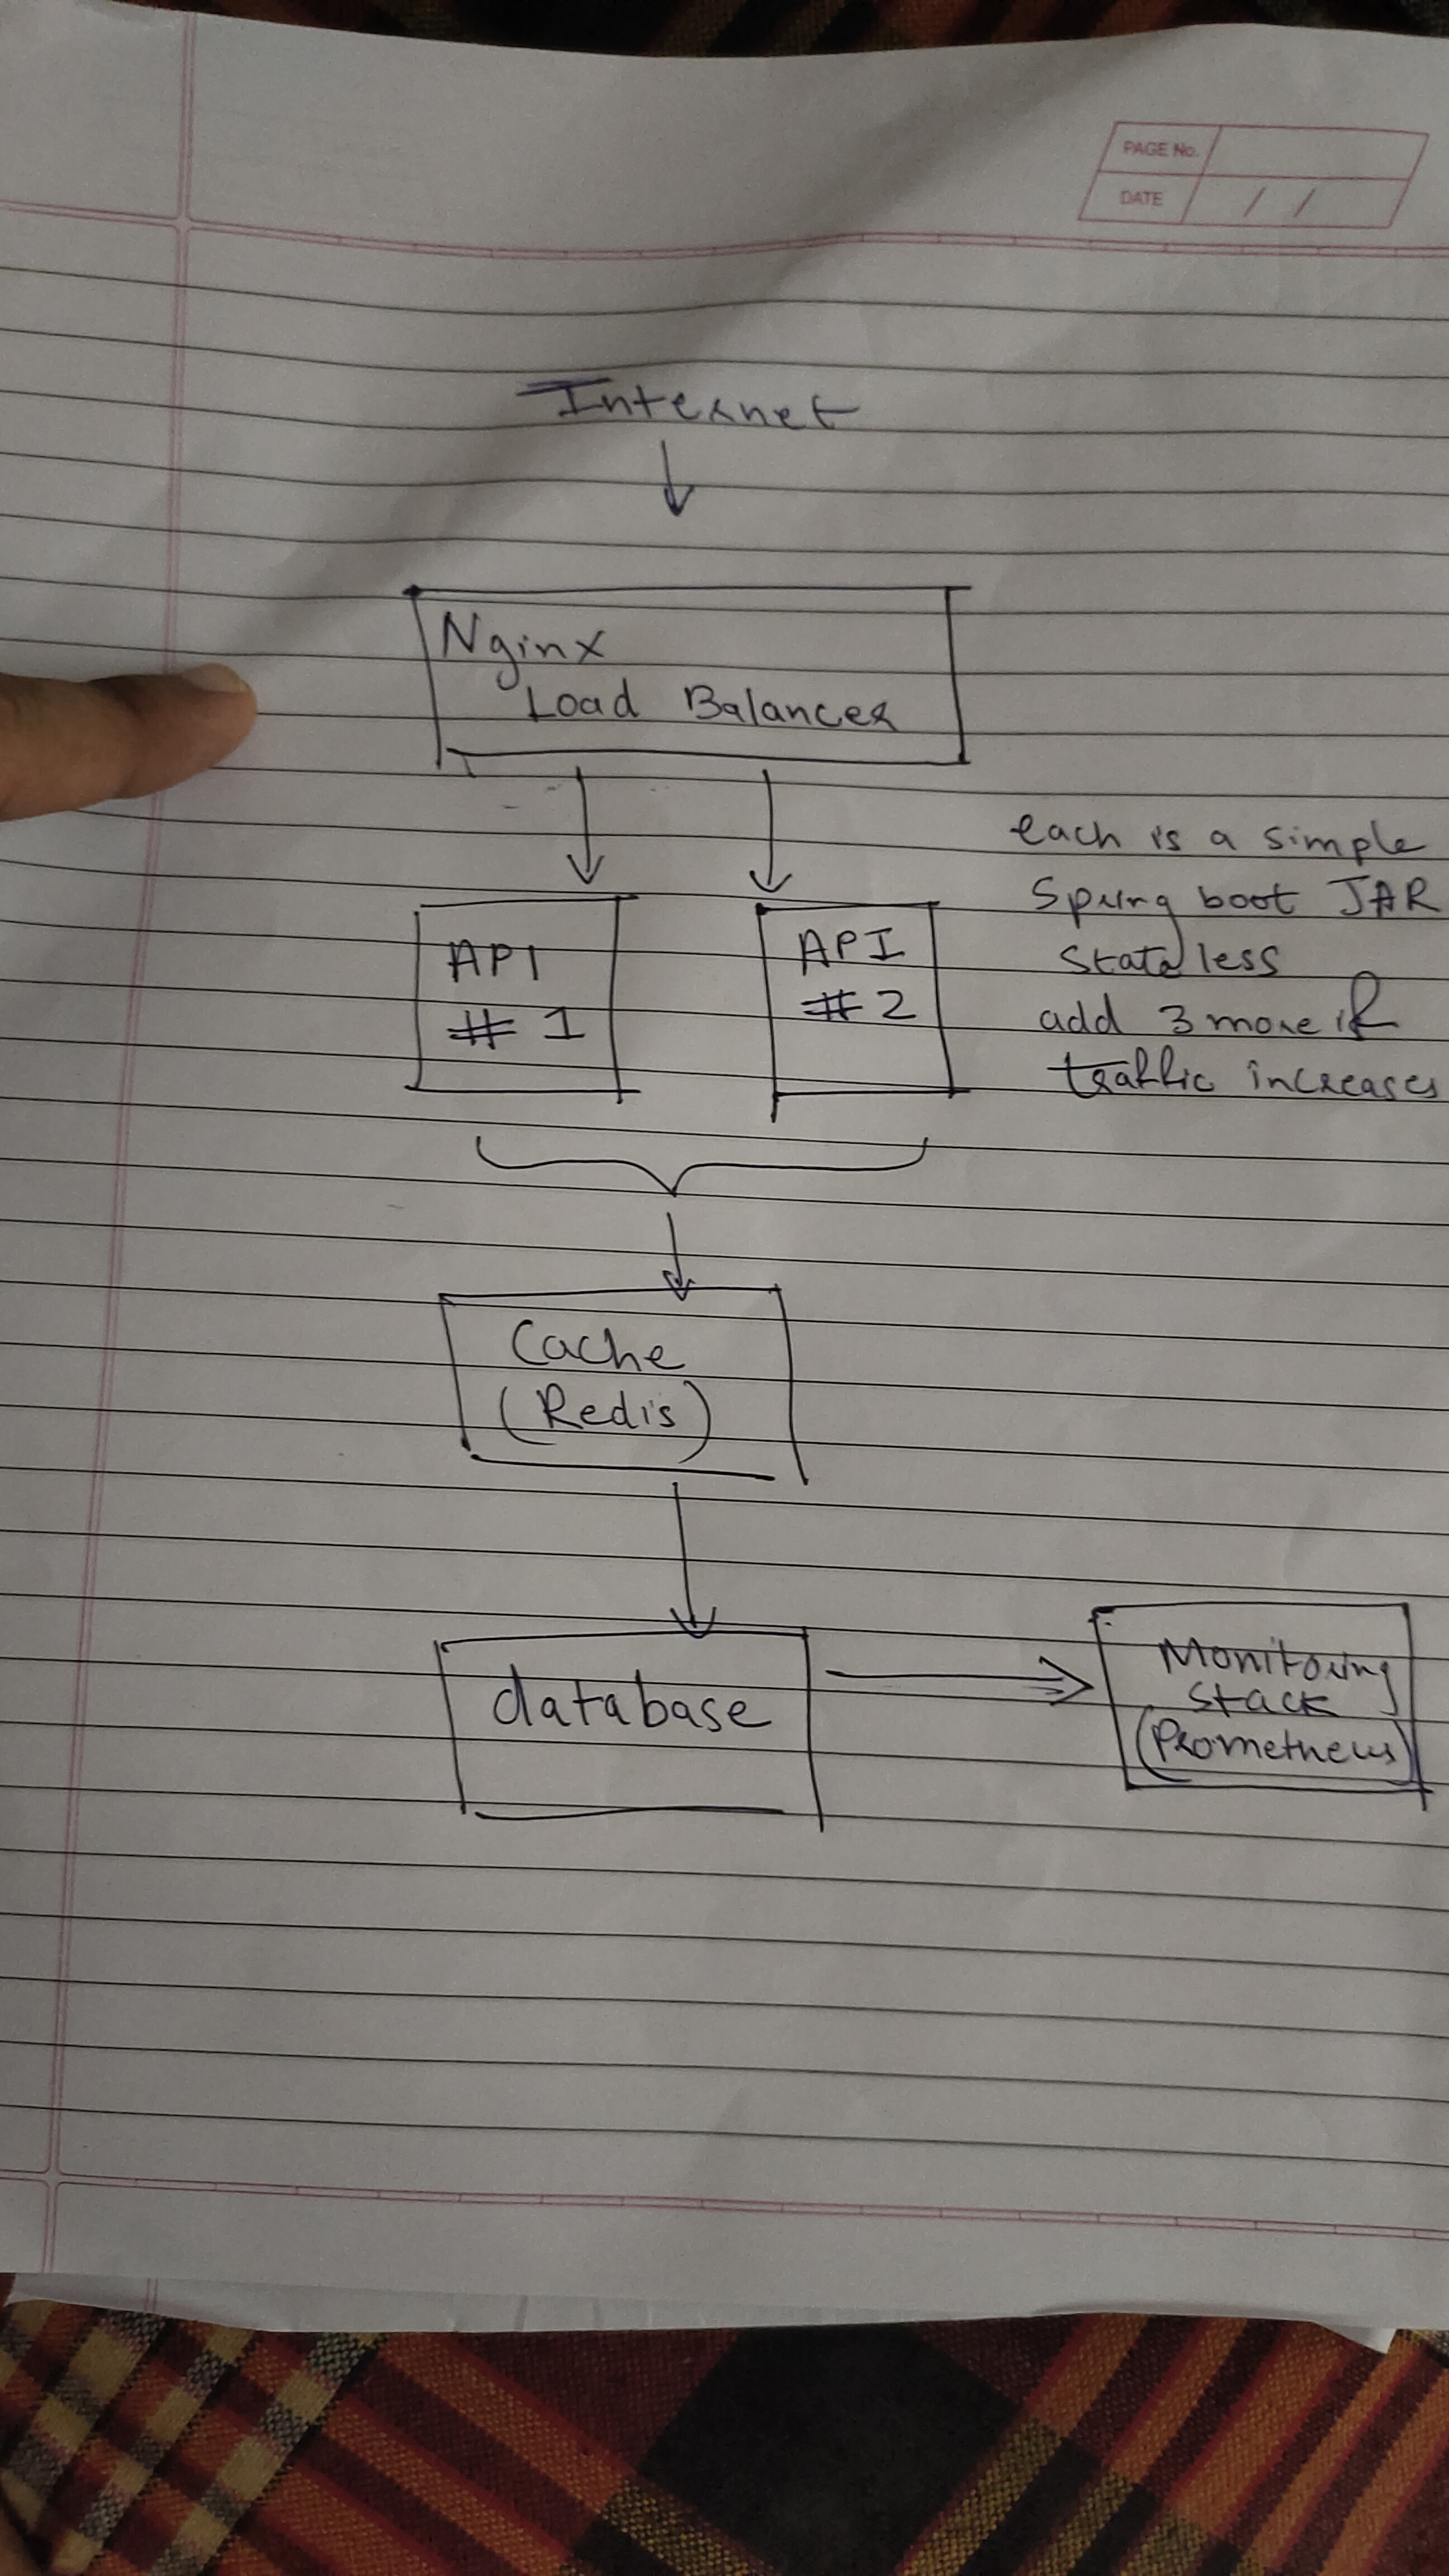 PAGE No.
DATE / /
Internet
Nginx
Load Balancer
each is a simple
Spring boot JAR
Stateless
add 3 more if
traffic increases
API
# 1
API
# 2
Cache
(Redis)
database
Monitoring
Stack
(Prometheus)